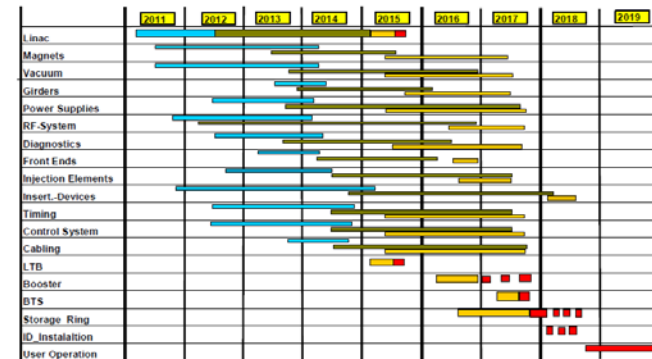 2011 2012 2013 2014 2015 2016 2017 2018 2019
Linac
Magnets
Vacuum
Girders
Power Supplies
RF-System
Diagnostics
Front Ends
Injection Elements
Insert.-Devices
Timing
Control System
Cabling
LTB
Booster
BTS
Storage Ring
ID_Instalaltion
User Operation